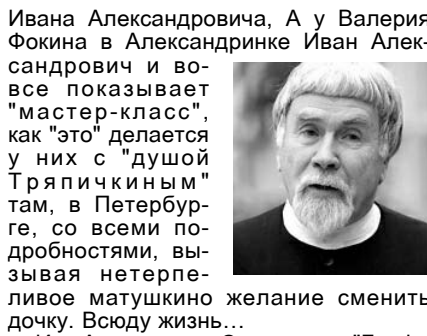 Ивана Александровича, А у Валерия
Фокина в Александринке Иван Алек-
сандрович и во-
все показывает
"мастер-класс",
как "это" делается
у них с "душой
Тряпичкиным"
там, в Петербур-
ге, со всеми по-
дробностями, вы-
зывая нетерпе-
ливое матушкино желание сменить
дочку. Всюду жизнь...